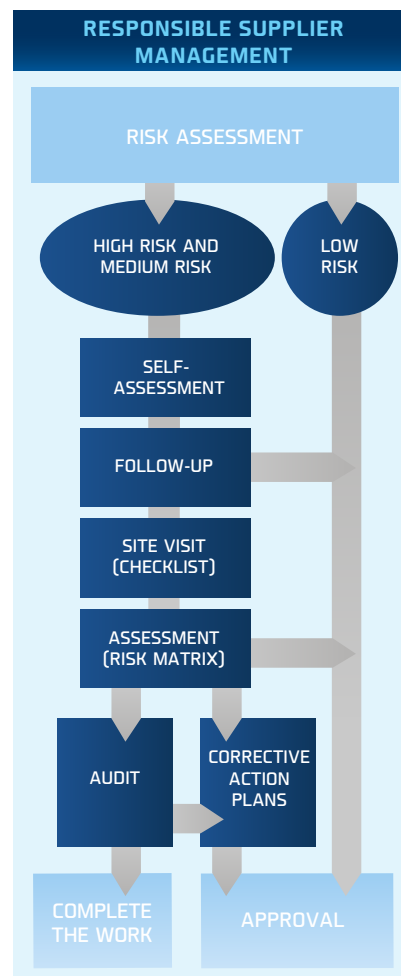 RESPONSIBLE SUPPLIER
MANAGEMENT
RISK ASSESSMENT
HIGH RISK AND
MEDIUM RISK
LOW
RISK
SELF-
ASSESSMENT
FOLLOW-UP
SITE VISIT
(CHECKLIST)
ASSESSMENT
(RISK MATRIX)
AUDIT
CORRECTIVE
ACTION
PLANS
COMPLETE
THE WORK
APPROVAL